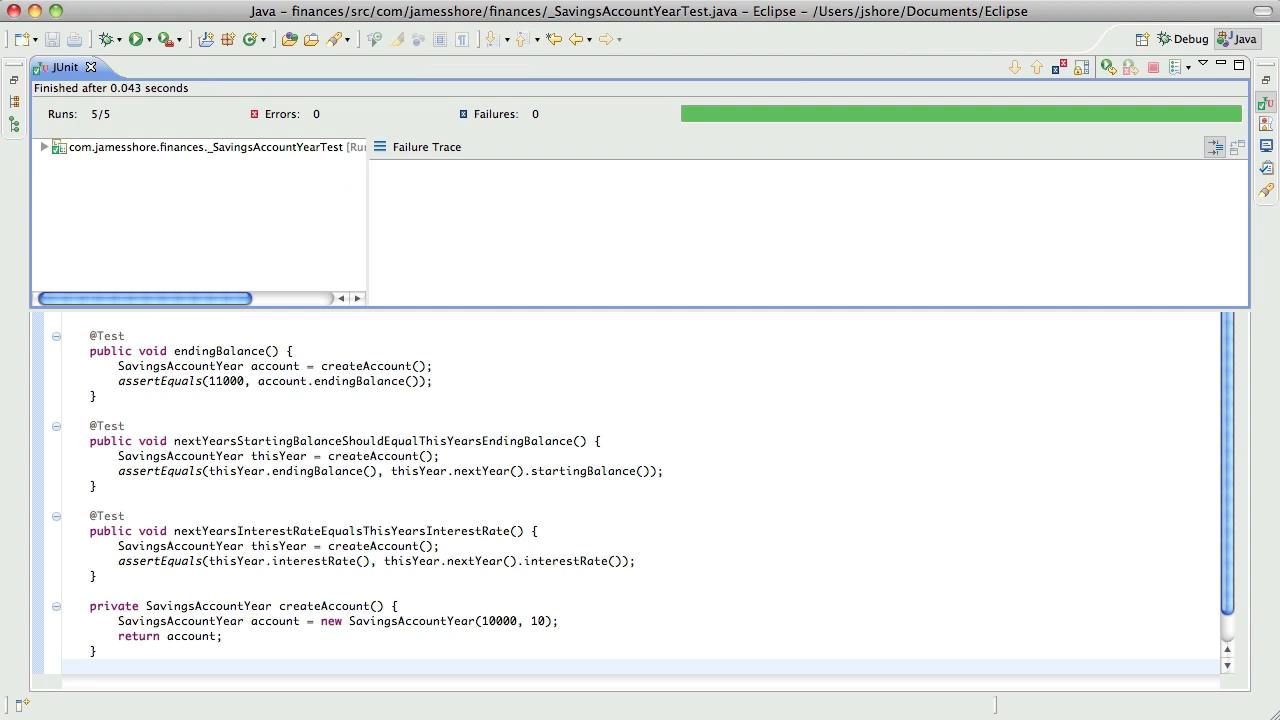 Java – finances/src/com/jamesshore/finances/_SavingsAccountYearTest.java – Eclipse – /Users/jshore/Documents/Eclipse
Debug
Java
JUnit
Finished after 0.043 seconds
Runs: 5/5
Errors: 0
Failures: 0
com.jamesshore.finances._SavingsAccountYearTest [Ru
Failure Trace
@Test
public void endingBalance() {
SavingsAccountYear account = createAccount();
assertEquals(11000, account.endingBalance());
}
@Test
public void nextYearsStartingBalanceShouldEqualThisYearsEndingBalance() {
SavingsAccountYear thisYear = createAccount();
assertEquals(thisYear.endingBalance(), thisYear.nextYear().startingBalance());
}
@Test
public void nextYearsInterestRateEqualsThisYearsInterestRate() {
SavingsAccountYear thisYear = createAccount();
assertEquals(thisYear.interestRate(), thisYear.nextYear().interestRate());
}
private SavingsAccountYear createAccount() {
SavingsAccountYear account = new SavingsAccountYear(10000, 10);
return account;
}